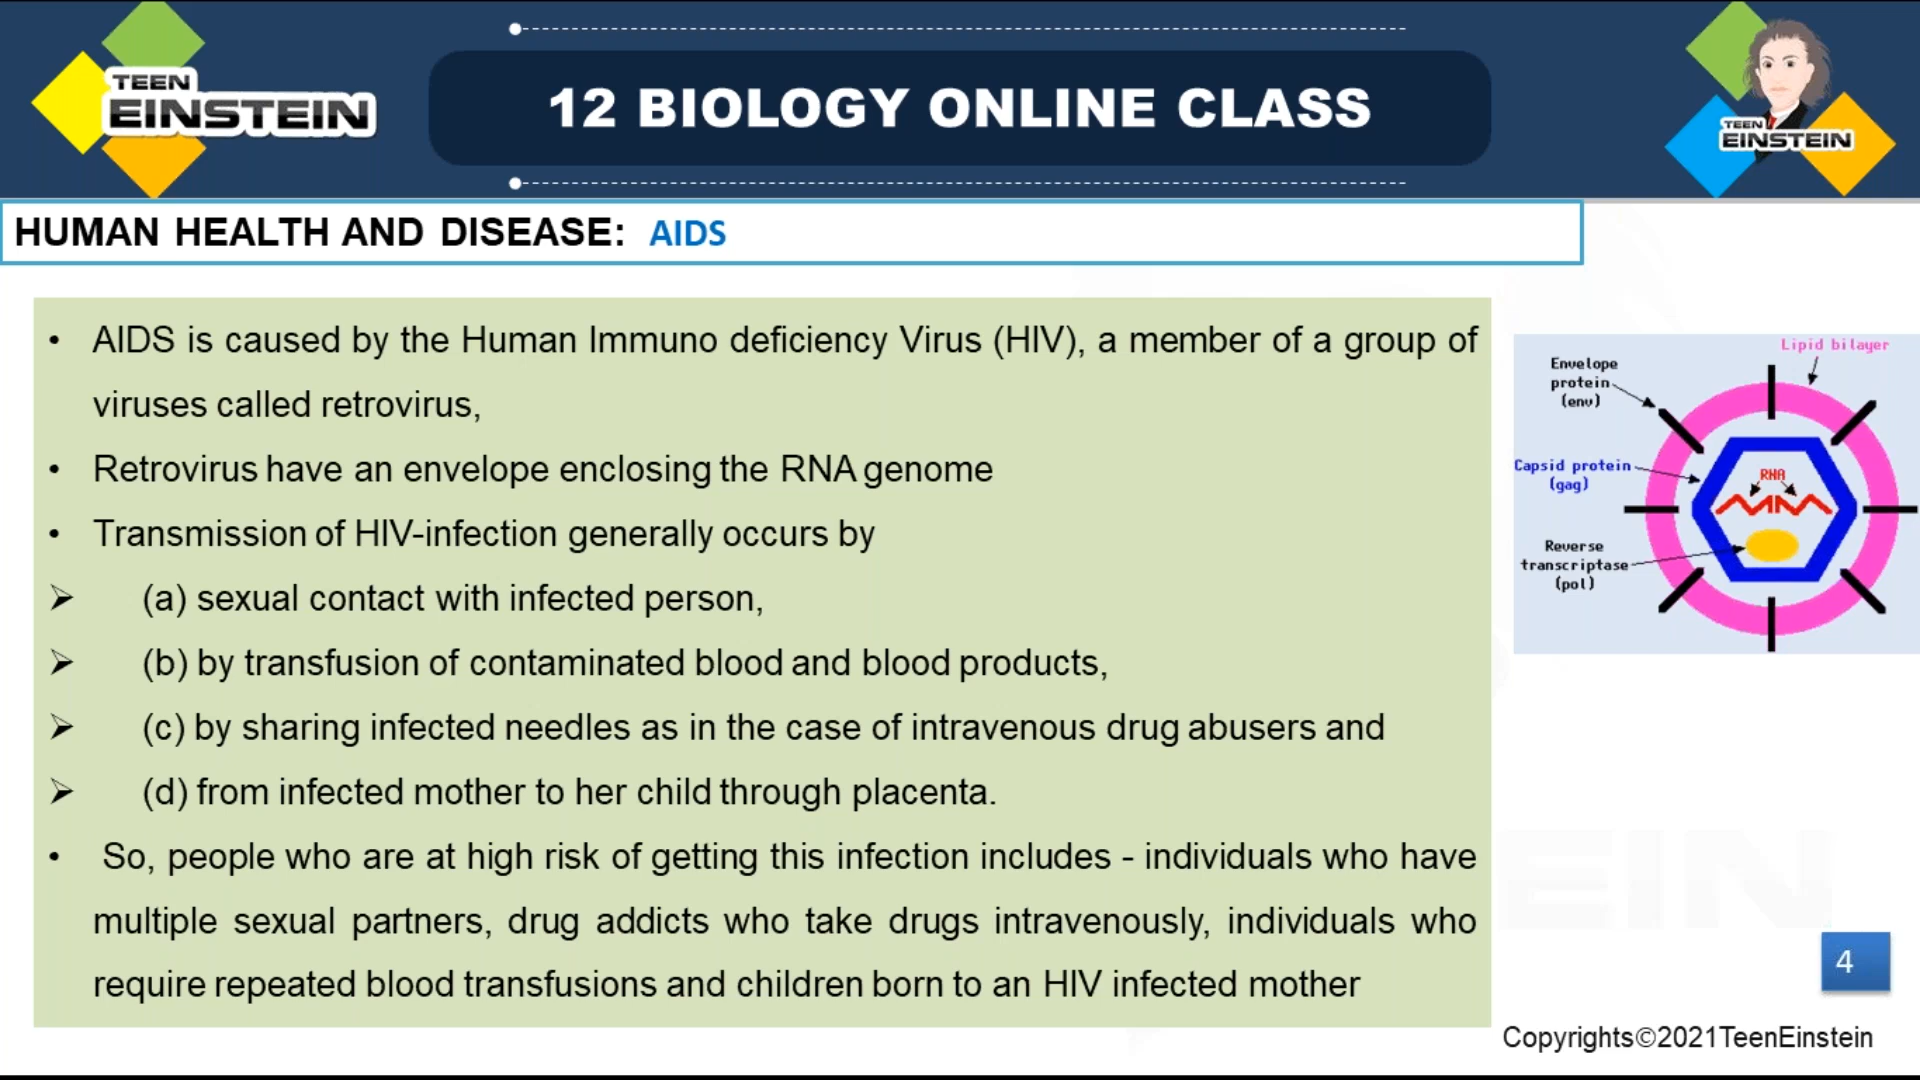 TEEN
EINSTEIN
12 BIOLOGY ONLINE CLASS
TEEN
EINSTEIN
HUMAN HEALTH AND DISEASE: AIDS
• AIDS is caused by the Human Immuno deficiency Virus (HIV), a member of a group of
viruses called retrovirus,
• Retrovirus have an envelope enclosing the RNA genome
• Transmission of HIV-infection generally occurs by
➢ (a) sexual contact with infected person,
➢ (b) by transfusion of contaminated blood and blood products,
➢ (c) by sharing infected needles as in the case of intravenous drug abusers and
➢ (d) from infected mother to her child through placenta.
• So, people who are at high risk of getting this infection includes - individuals who have
multiple sexual partners, drug addicts who take drugs intravenously, individuals who
require repeated blood transfusions and children born to an HIV infected mother
Lipid bilayer
Envelope
protein
(env)
Capsid protein
(gag)
RNA
Reverse
transcriptase
(pol)
EIN
4
Copyrights©2021TeenEinstein